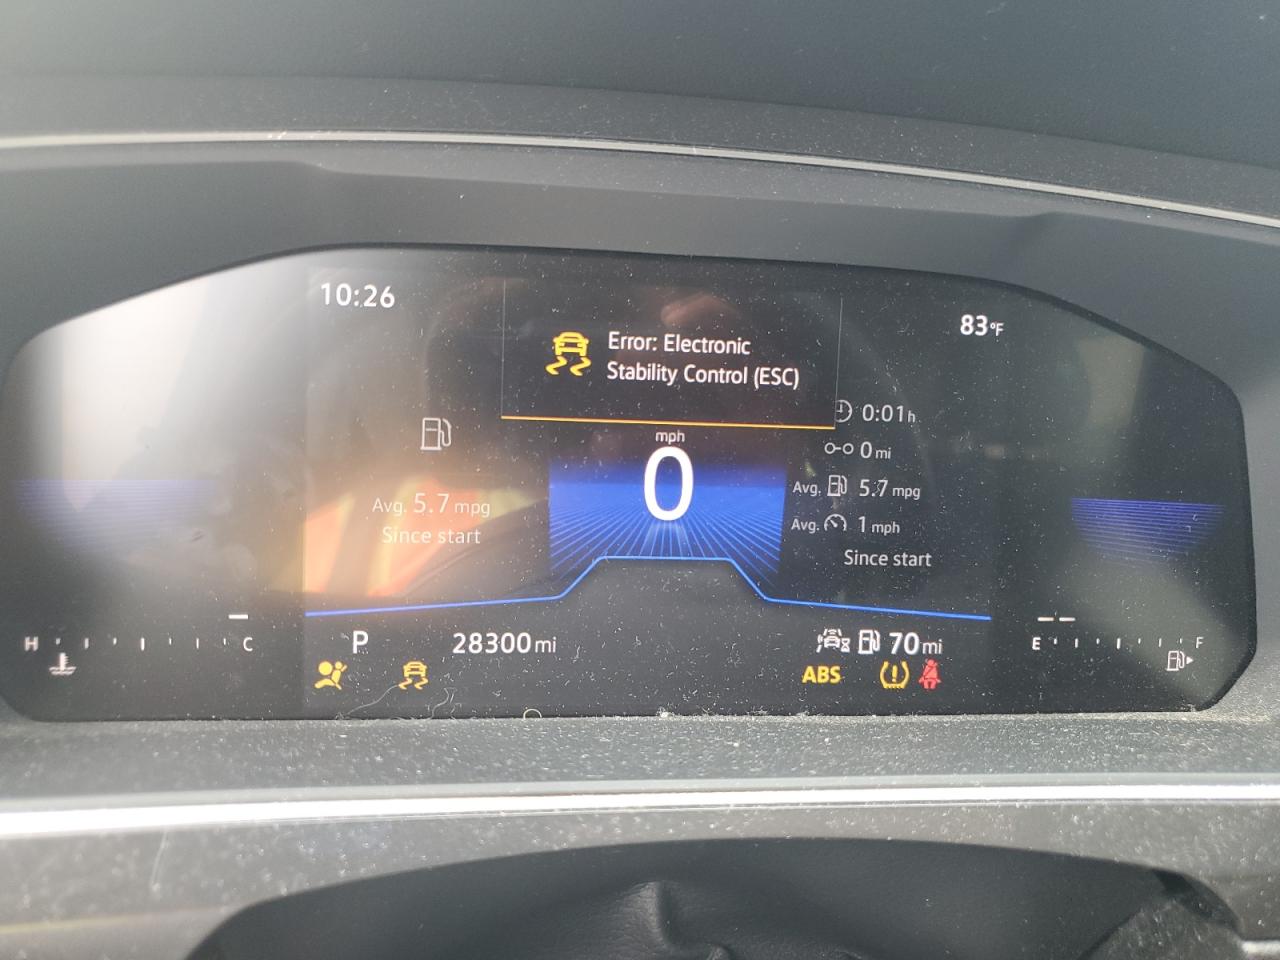 10:26
Error: Electronic
Stability Control (ESC)
83°F
0:01h
mph
0 mi
0
Avg. 5.7 mpg
Avg. 5.7 mpg
Since start
Avg. 1 mph
Since start
H C
P 28300 mi
70 mi
E F
ABS